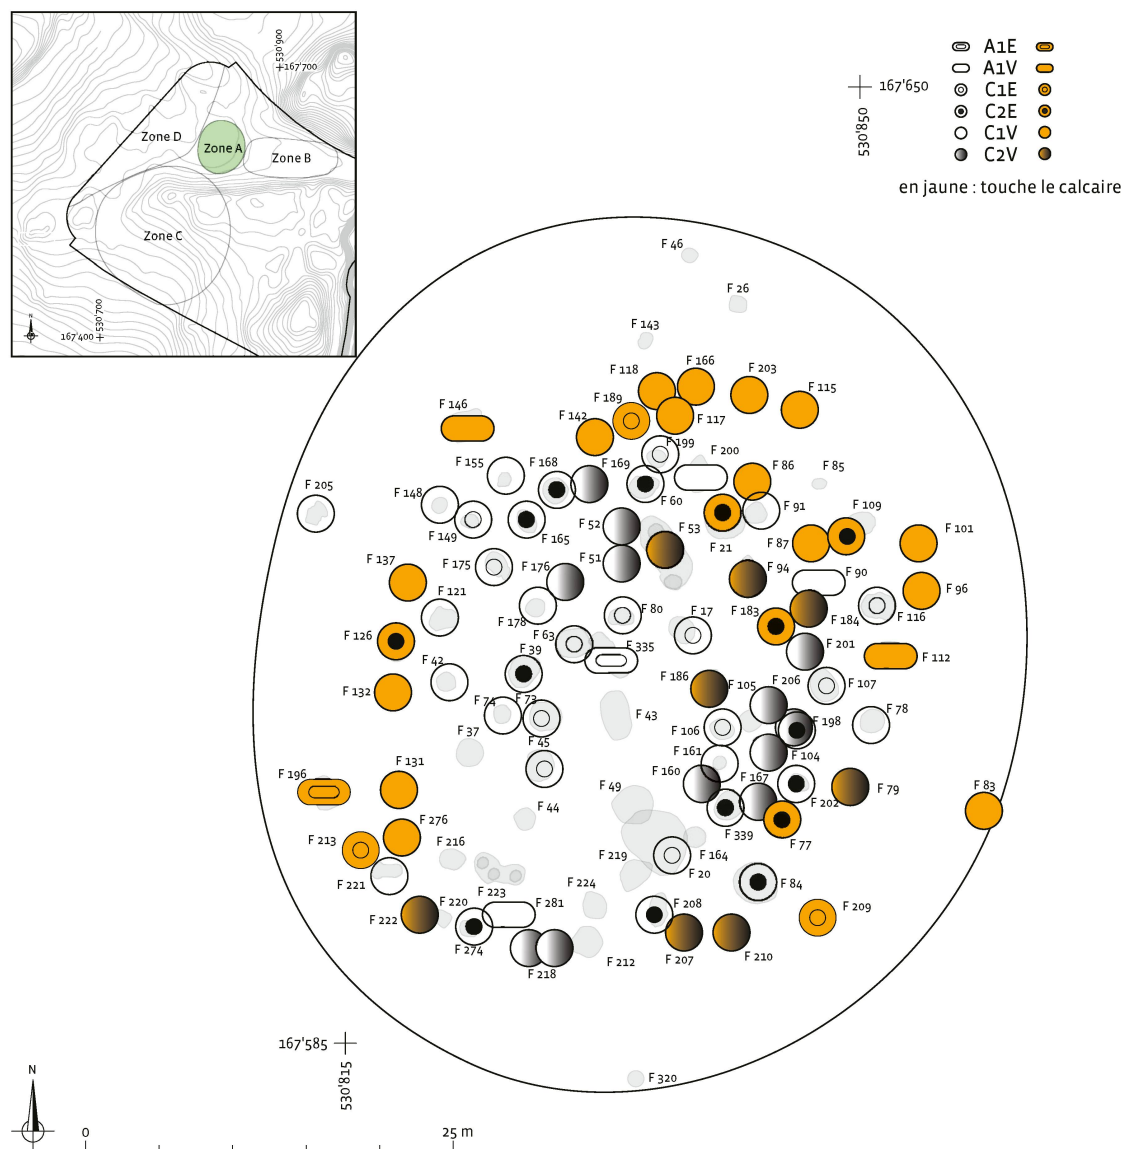 530'900
167'700
Zone D
Zone A
Zone B
Zone C
530'700
167'400
A1E
A1V
C1E
C2E
C1V
C2V
en jaune : touche le calcaire
167'650
530'850
F 46
F 26
F 143
F 118
F 166
F 203
F 115
F 189
F 117
F 146
F 142
F 199
F 200
F 155
F 168
F 169
F 86
F 85
F 205
F 148
F 60
F 91
F 109
F 149
F 165
F 52
F 53
F 21
F 87
F 101
F 137
F 175
F 176
F 51
F 94
F 90
F 96
F 121
F 178
F 80
F 17
F 183
F 184
F 116
F 126
F 63
F 335
F 201
F 112
F 42
F 39
F 186
F 105
F 206
F 107
F 132
F 74
F 73
F 43
F 106
F 198
F 78
F 37
F 45
F 161
F 104
F 196
F 131
F 160
F 167
F 202
F 79
F 83
F 49
F 44
F 276
F 213
F 339
F 77
F 216
F 219
F 164
F 20
F 221
F 223
F 224
F 84
F 222
F 220
F 281
F 208
F 209
F 274
F 218
F 212
F 207
F 210
167'585
530'815
F 320
N
0
25 m